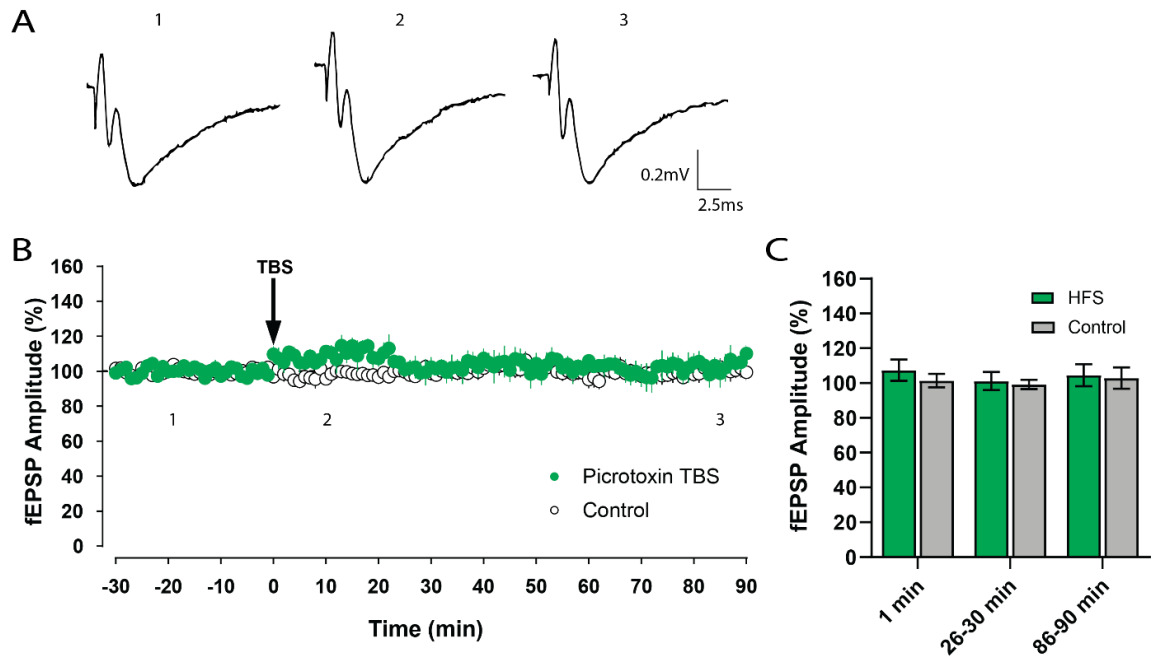 A
1 2 3
0.2mV
2.5ms
B
TBS
fEPSP Amplitude (%)
160
140
120
100
80
60
40
20
0
1 2 3
Picrotoxin TBS
Control
-30 -20 -10 0 10 20 30 40 50 60 70 80 90
Time (min)
C
fEPSP Amplitude (%)
160
140
120
100
80
60
40
20
0
HFS
Control
1 min
26-30 min
86-90 min